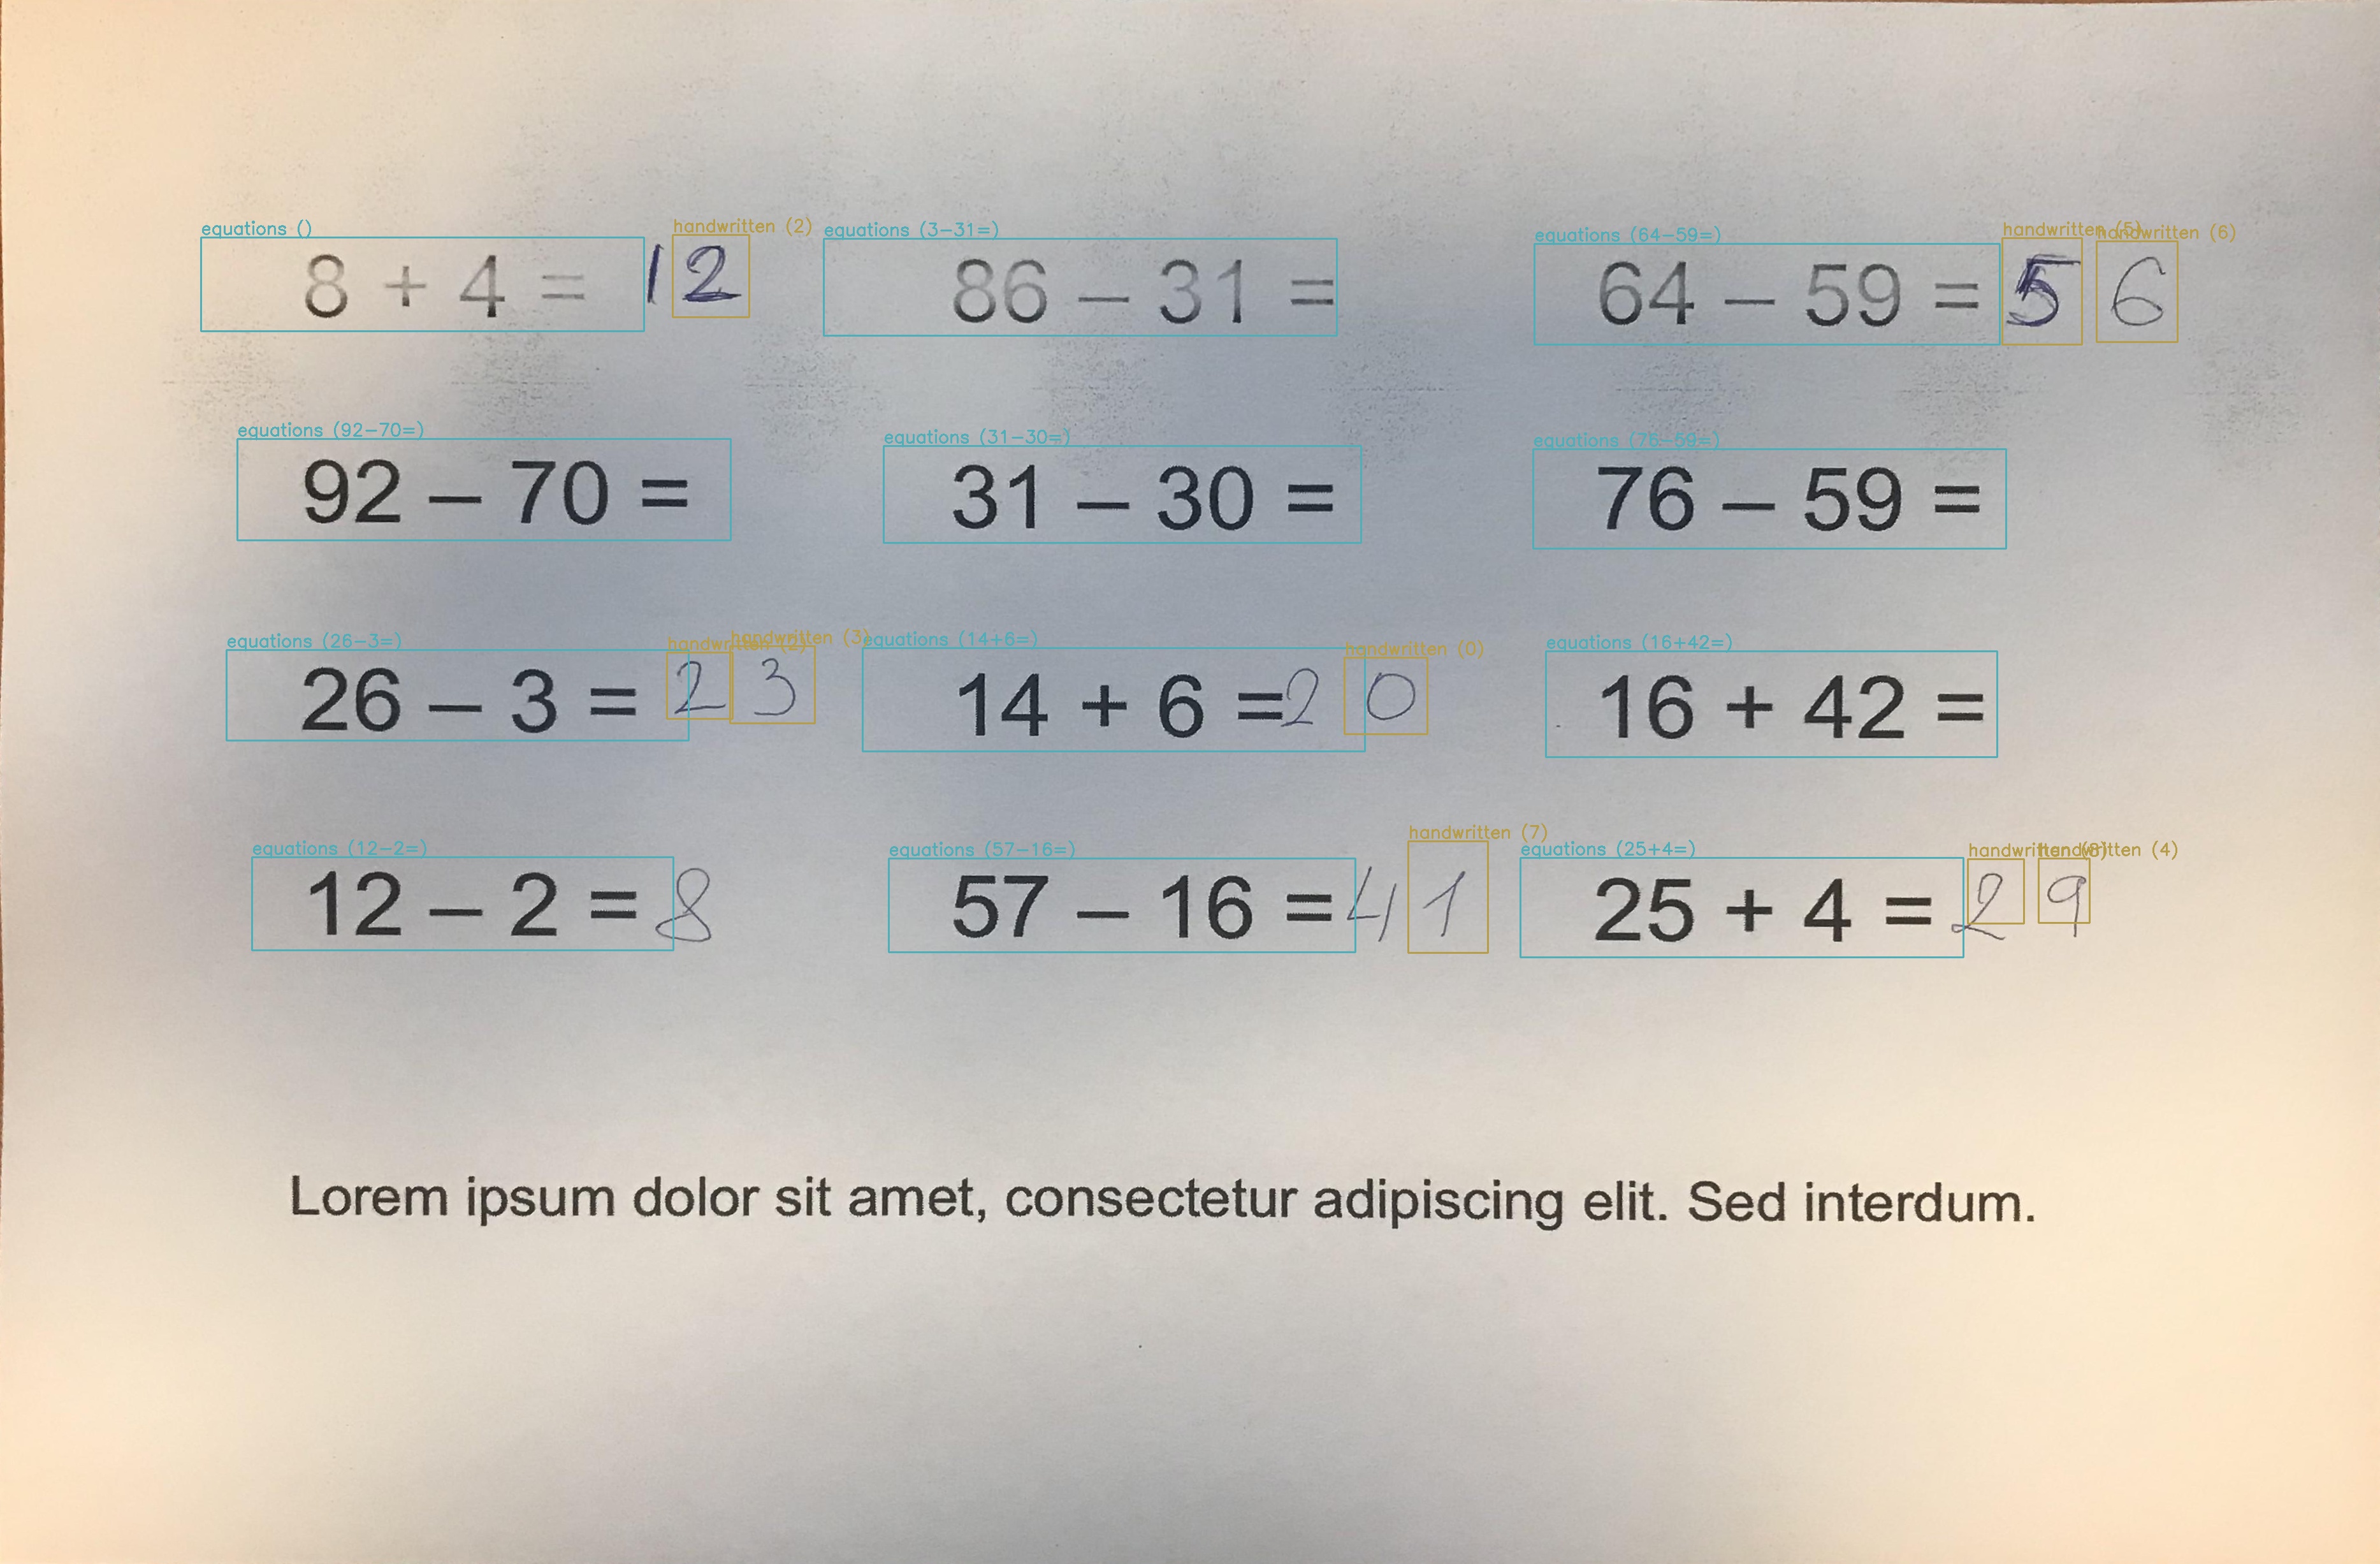 equations () handwritten (2) equations (3-31=) equations (64-59=) handwritten (5) handwritten (6)
8 + 4 = 12 86 – 31 = 64 – 59 = 5 6
equations (92-70=) equations (31-30=) equations (76-59=)
92 – 70 = 31 – 30 = 76 – 59 =
equations (26-3=) handwritten (2) handwritten (3) equations (14+6=) handwritten (0) equations (16+42=)
26 – 3 = 23 14 + 6 = 20 16 + 42 =
equations (12-2=) equations (57-16=) handwritten (7) equations (25+4=) handwritten (8) handwritten (4)
12 – 2 = 8 57 – 16 = 41 25 + 4 = 29
Lorem ipsum dolor sit amet, consectetur adipiscing elit. Sed interdum.